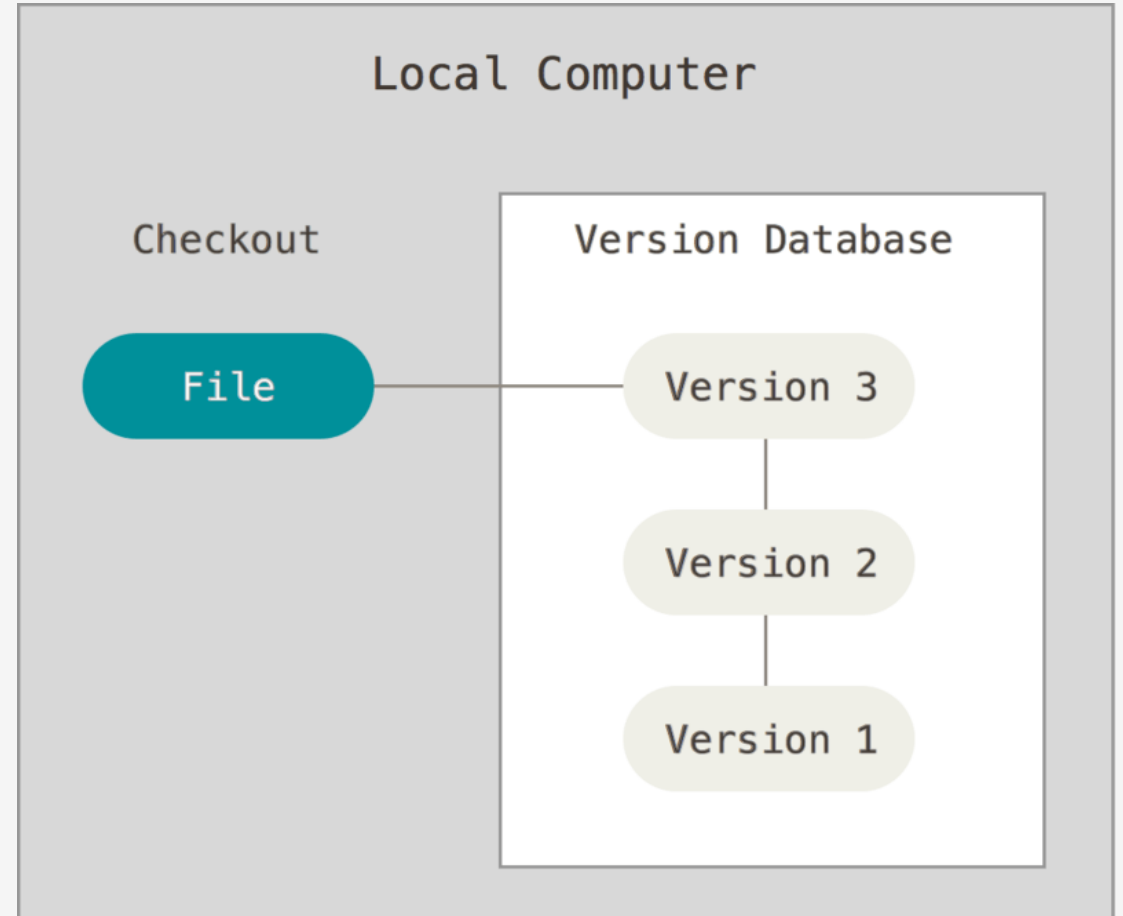 Local Computer
Checkout
Version Database
File
Version 3
Version 2
Version 1